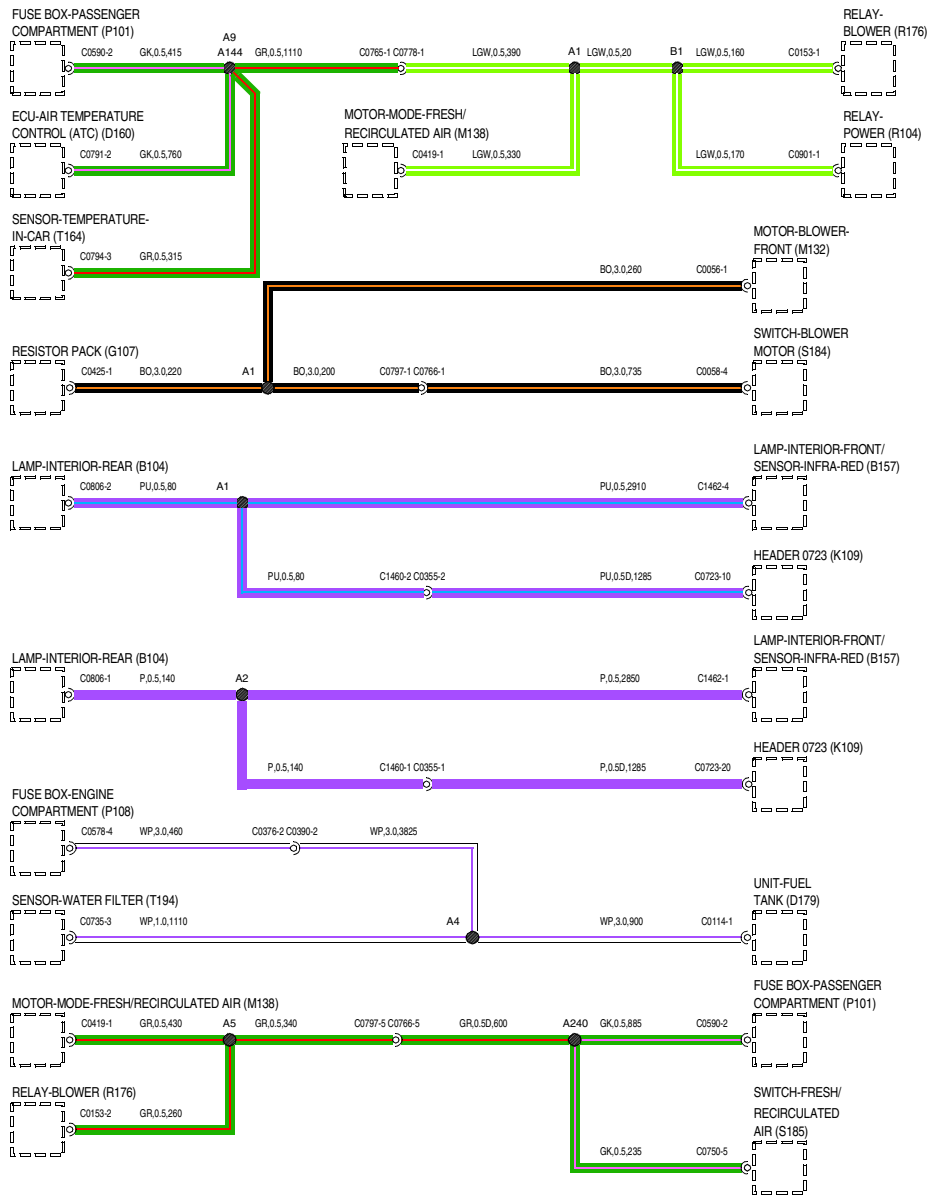 FUSE BOX-PASSENGER
COMPARTMENT (P101)
C0590-2 GK,0.5,415
A9
A144
GR,0.5,1110
C0765-1 C0778-1
LGW,0.5,390
A1
LGW,0.5,20
B1
LGW,0.5,160
C0153-1
RELAY-
BLOWER (R176)
ECU-AIR TEMPERATURE
CONTROL (ATC) (D160)
C0791-2 GK,0.5,760
MOTOR-MODE-FRESH/
RECIRCULATED AIR (M138)
C0419-1 LGW,0.5,330
LGW,0.5,170 C0901-1
RELAY-
POWER (R104)
SENSOR-TEMPERATURE-
IN-CAR (T164)
C0794-3 GR,0.5,315
MOTOR-BLOWER-
FRONT (M132)
BO,3.0,260 C0056-1
RESISTOR PACK (G107)
C0425-1 BO,3.0,220
A1
BO,3.0,200 C0797-1 C0766-1
BO,3.0,735 C0058-4
SWITCH-BLOWER
MOTOR (S184)
LAMP-INTERIOR-REAR (B104)
C0806-2 PU,0.5,80
A1
PU,0.5,2910 C1462-4
LAMP-INTERIOR-FRONT/
SENSOR-INFRA-RED (B157)
PU,0.5,80 C1460-2 C0355-2
PU,0.5D,1285 C0723-10
HEADER 0723 (K109)
LAMP-INTERIOR-REAR (B104)
C0806-1 P,0.5,140
A2
P,0.5,2850 C1462-1
LAMP-INTERIOR-FRONT/
SENSOR-INFRA-RED (B157)
P,0.5,140 C1460-1 C0355-1
P,0.5D,1285 C0723-20
HEADER 0723 (K109)
FUSE BOX-ENGINE
COMPARTMENT (P108)
C0578-4 WP,3.0,460
C0376-2 C0390-2
WP,3.0,3825
SENSOR-WATER FILTER (T194)
C0735-3 WP,1.0,1110
A4
WP,3.0,900 C0114-1
UNIT-FUEL
TANK (D179)
MOTOR-MODE-FRESH/RECIRCULATED AIR (M138)
C0419-1 GR,0.5,430
A5
GR,0.5,340
C0797-5 C0766-5
GR,0.5D,600
A240
GK,0.5,885 C0590-2
FUSE BOX-PASSENGER
COMPARTMENT (P101)
RELAY-BLOWER (R176)
C0153-2 GR,0.5,260
GK,0.5,235 C0750-5
SWITCH-FRESH/
RECIRCULATED
AIR (S185)